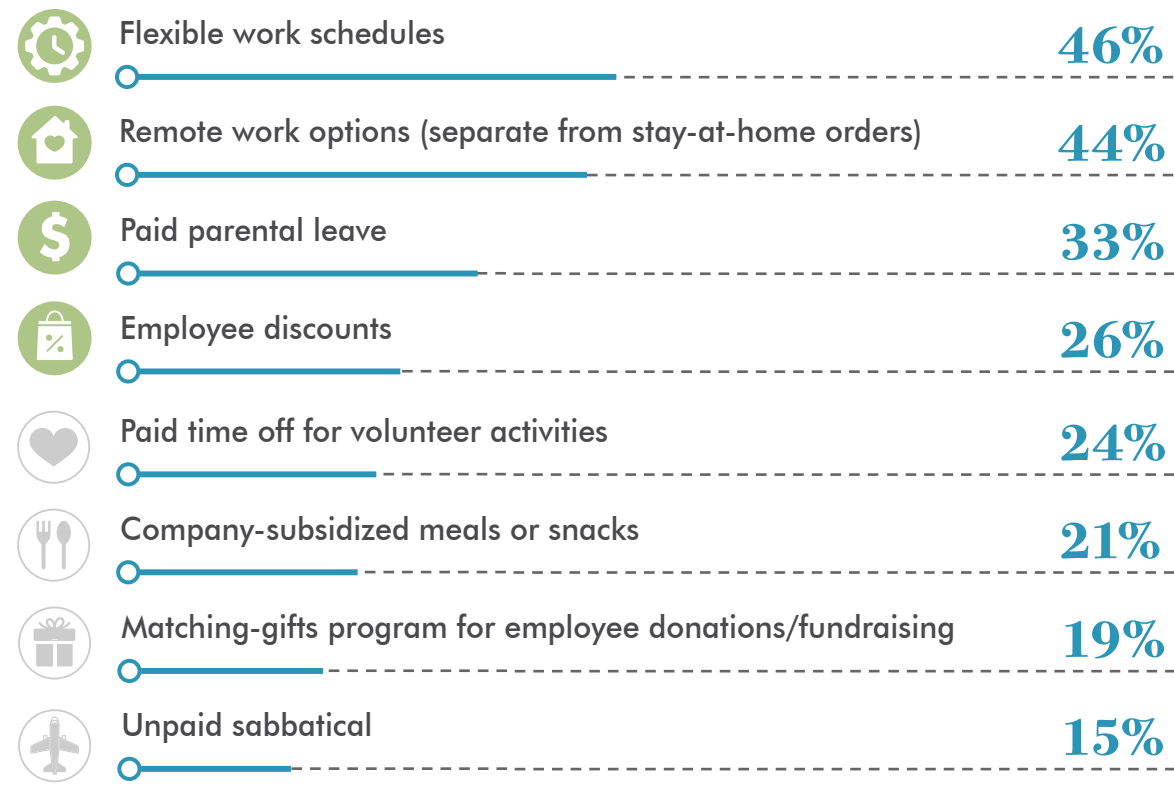 Flexible work schedules 46%
Remote work options (separate from stay-at-home orders) 44%
$ Paid parental leave 33%
% Employee discounts 26%
Paid time off for volunteer activities 24%
Company-subsidized meals or snacks 21%
Matching-gifts program for employee donations/fundraising 19%
Unpaid sabbatical 15%